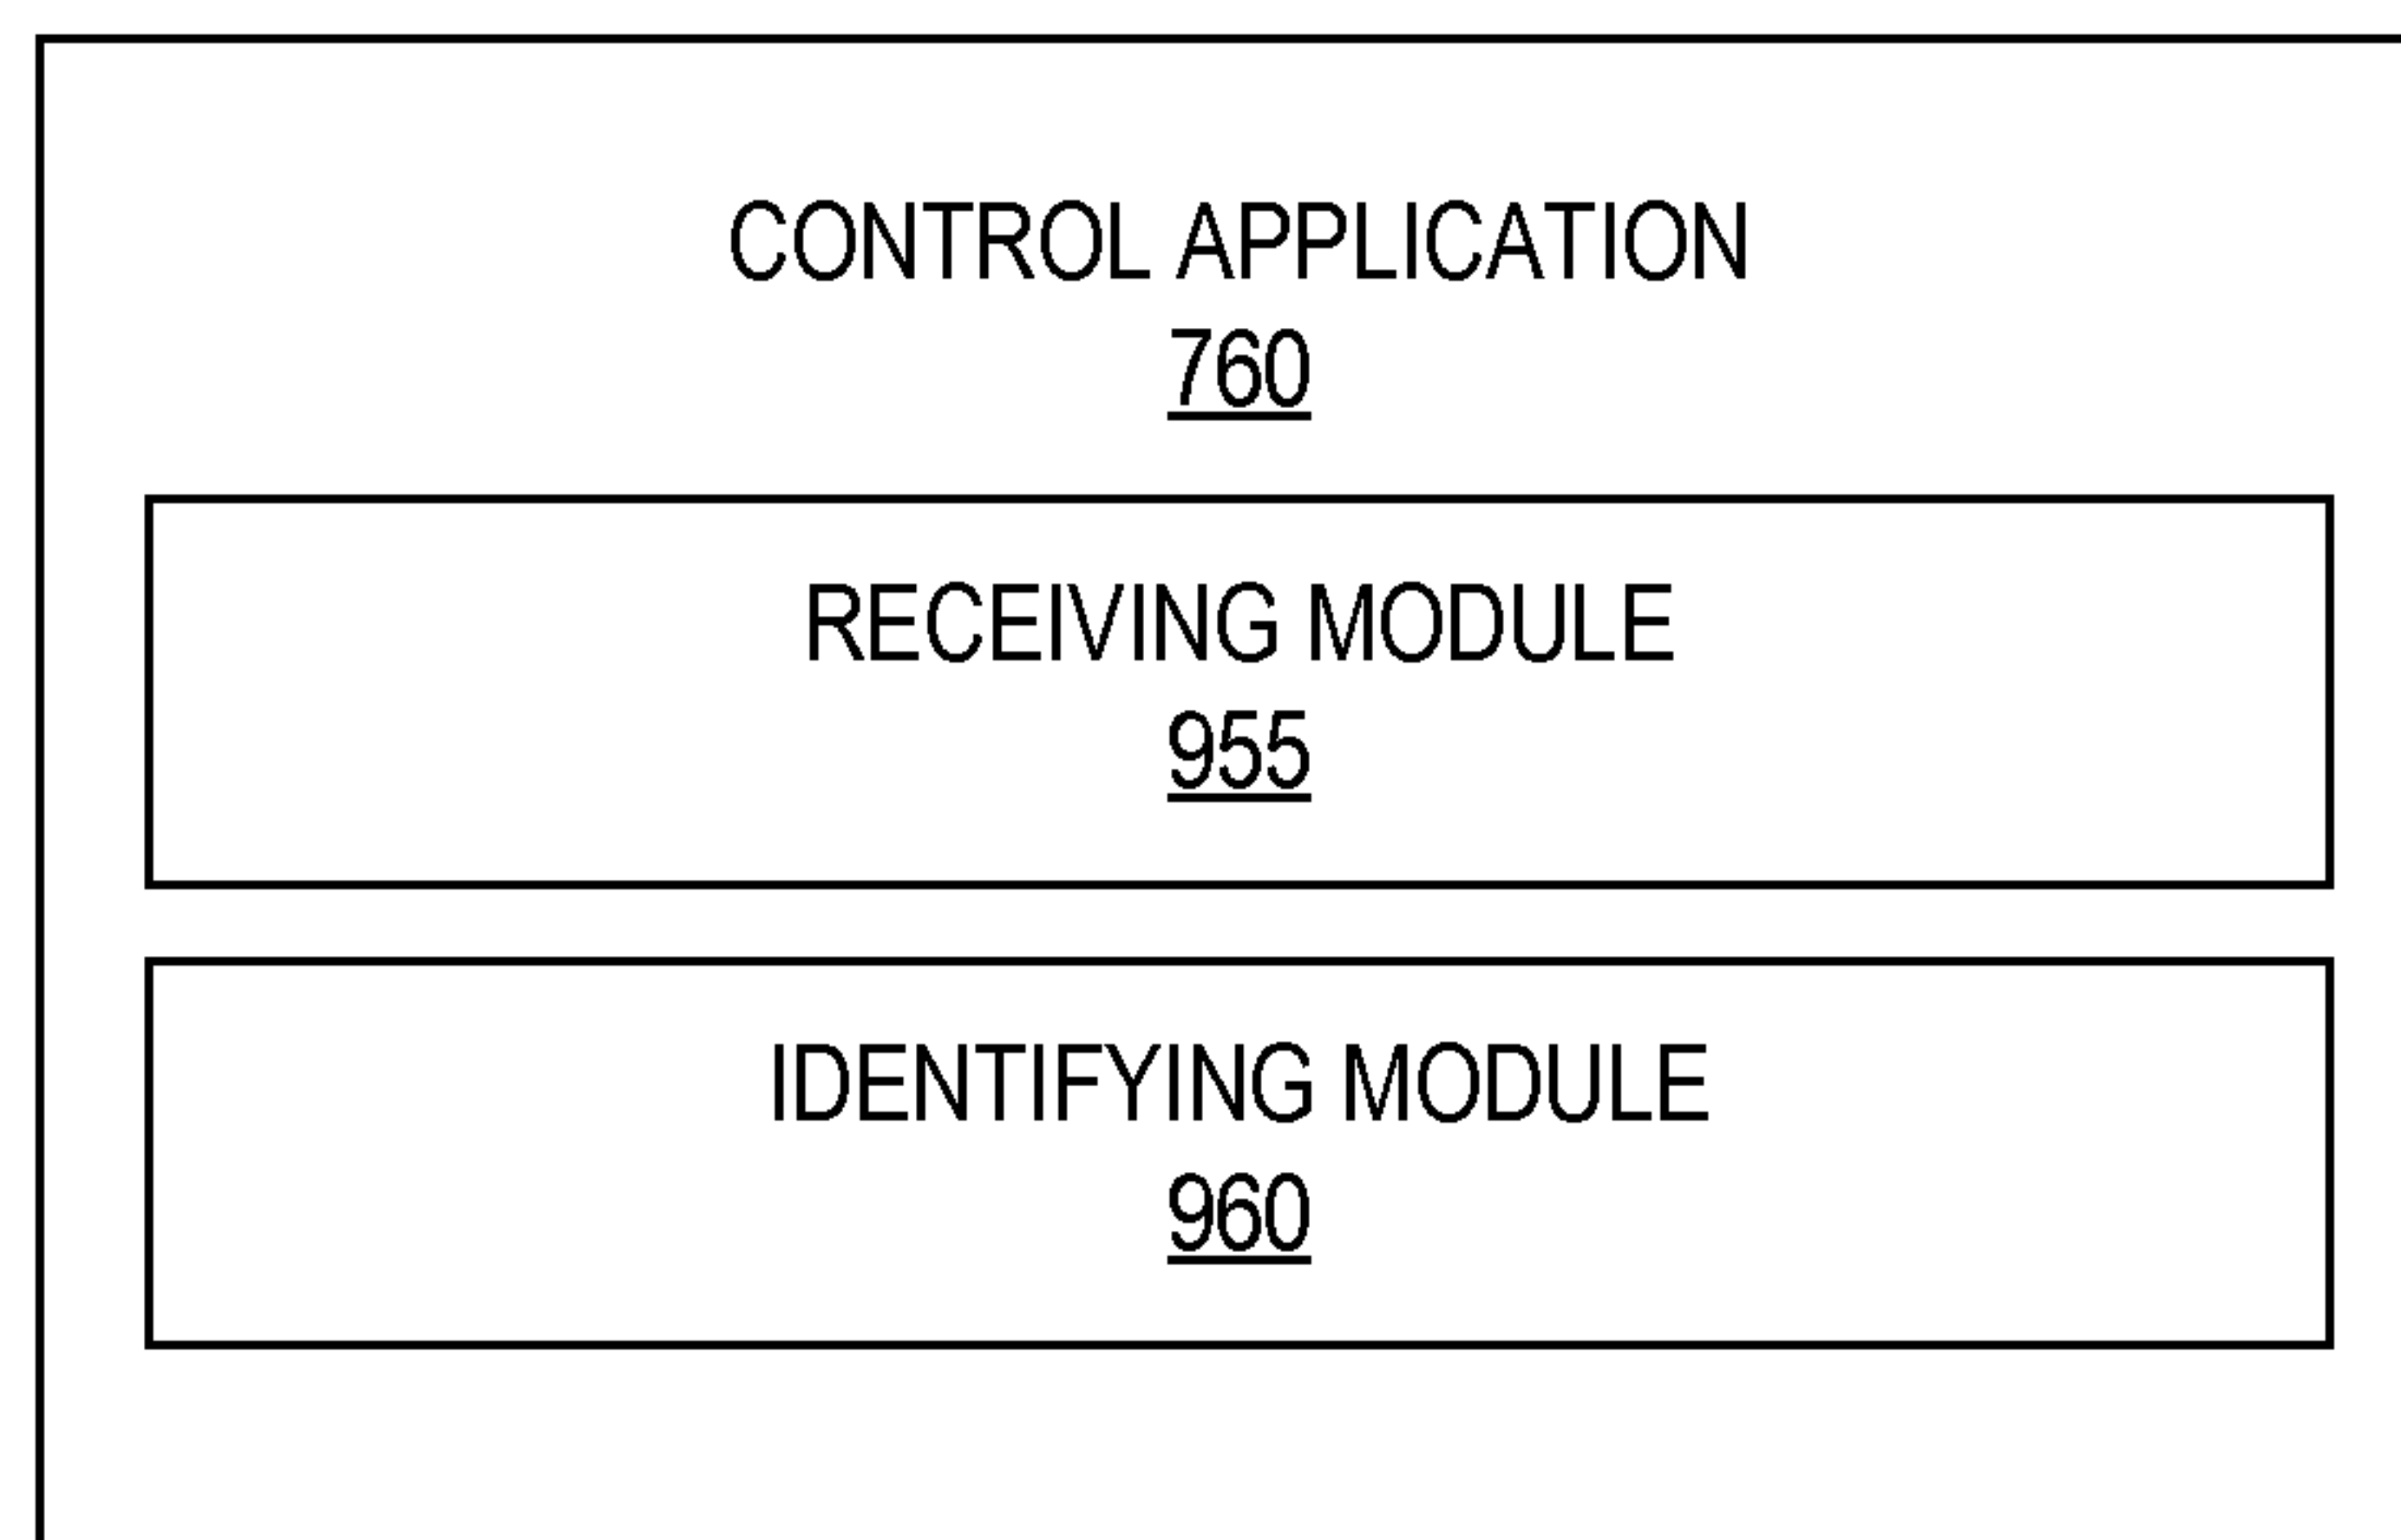 CONTROL APPLICATION
760
RECEIVING MODULE
955
IDENTIFYING MODULE
960